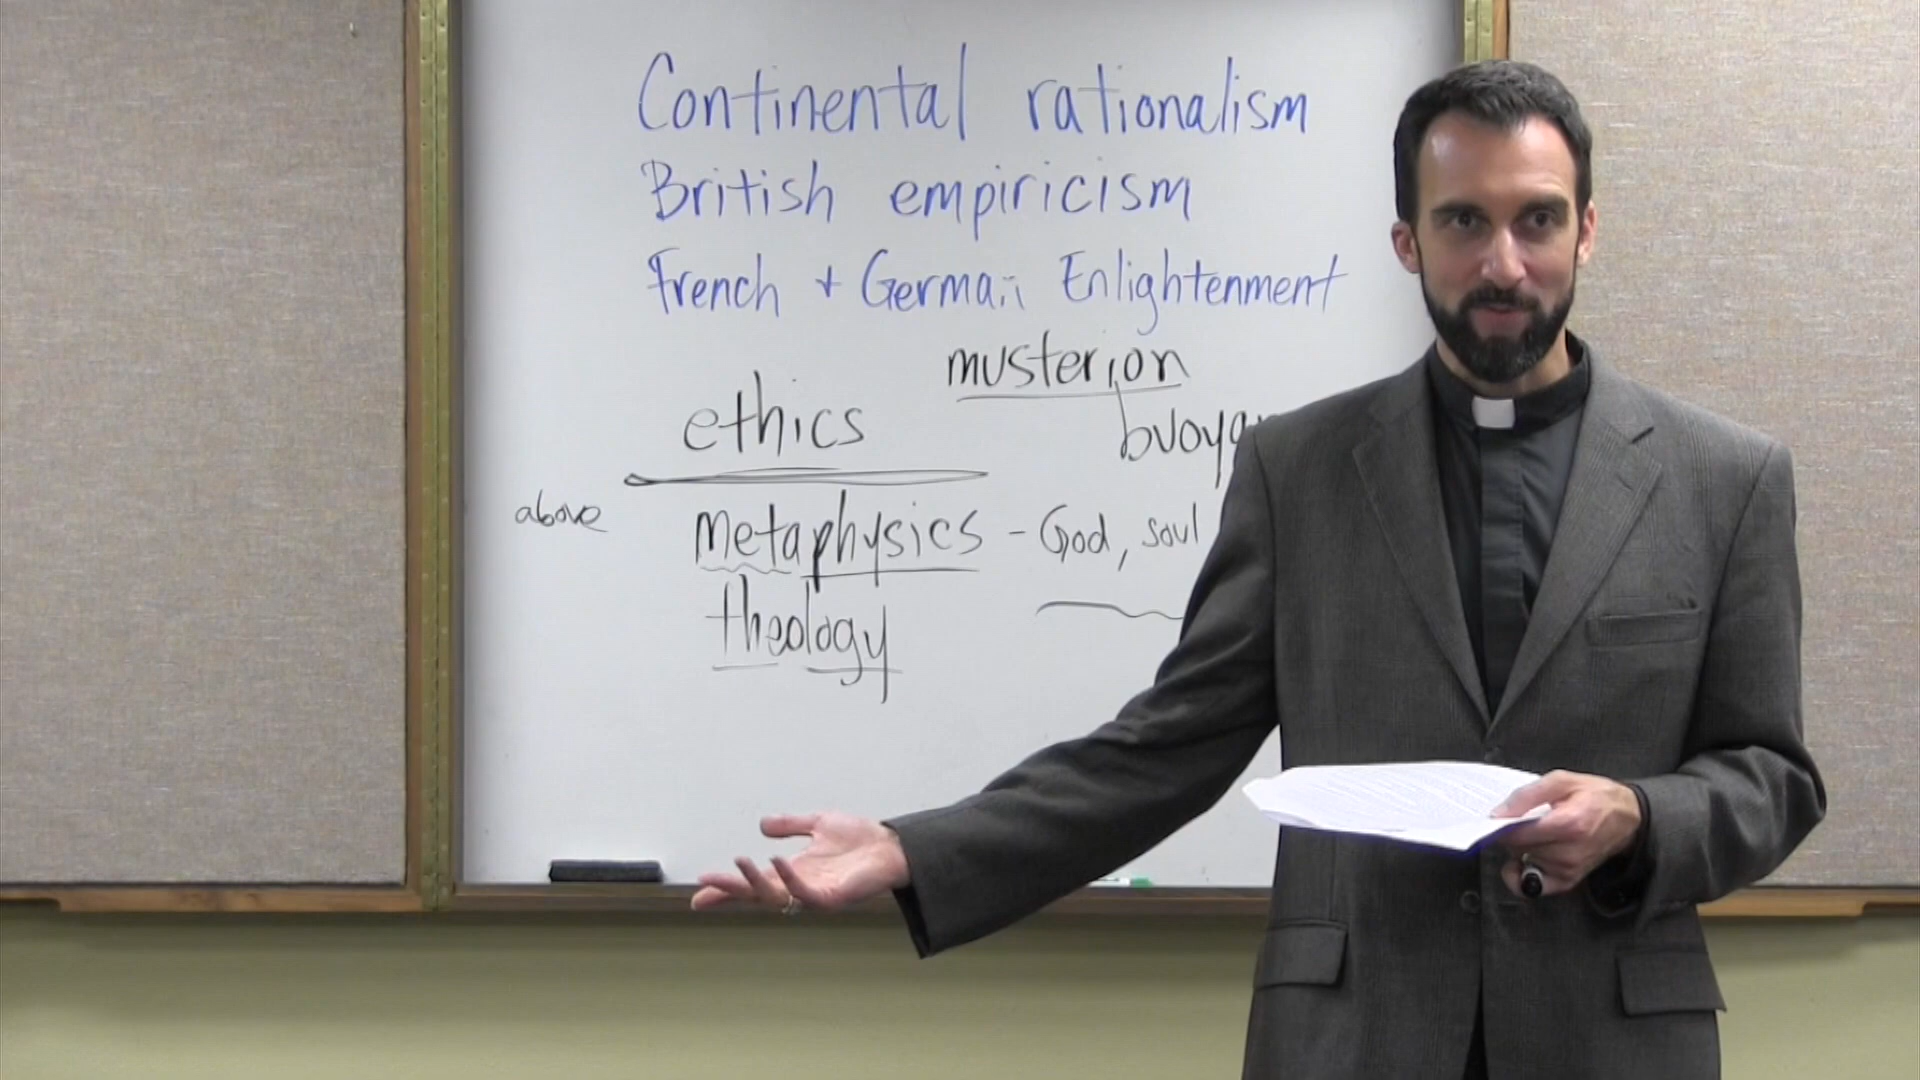 Continental rationalism
British empiricism
French + German Enlightenment
musterion
ethics
above
metaphysics - God, soul
theology